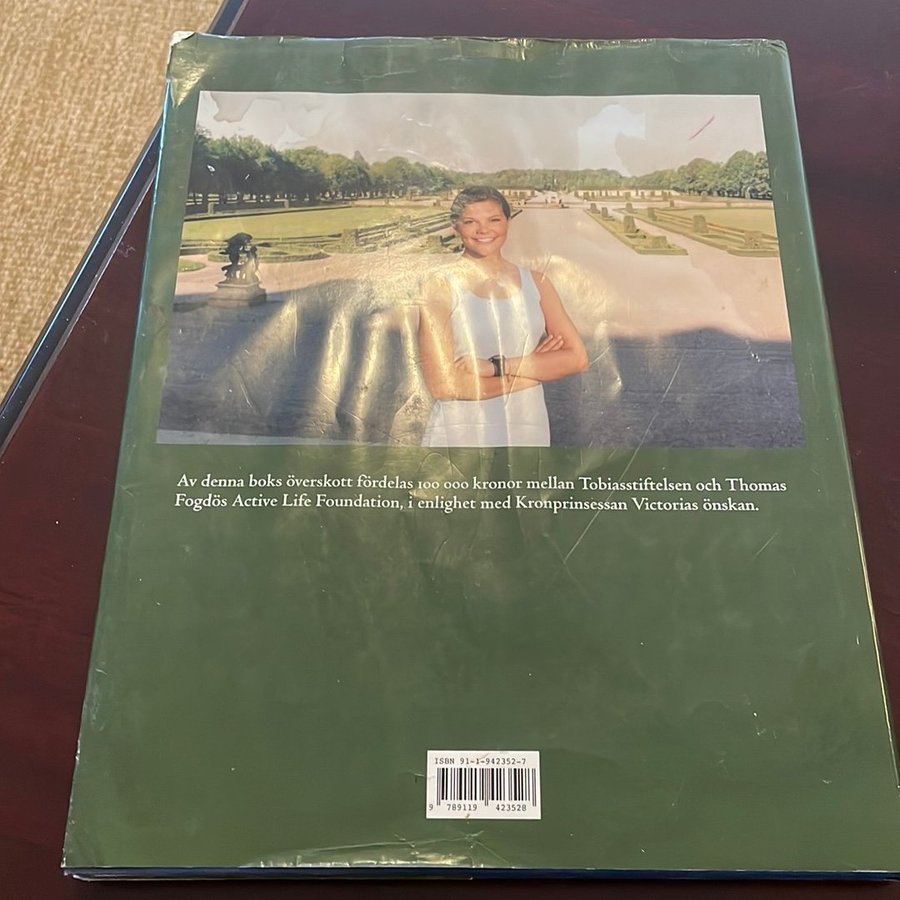 Av denna boks överskott fördelas 100 000 kronor mellan Tobiasstiftelsen och Thomas
Fogdös Active Life Foundation, i enlighet med Kronprinsessan Victorias önskan.
ISBN 91-1-942352-7
9 789119 423528